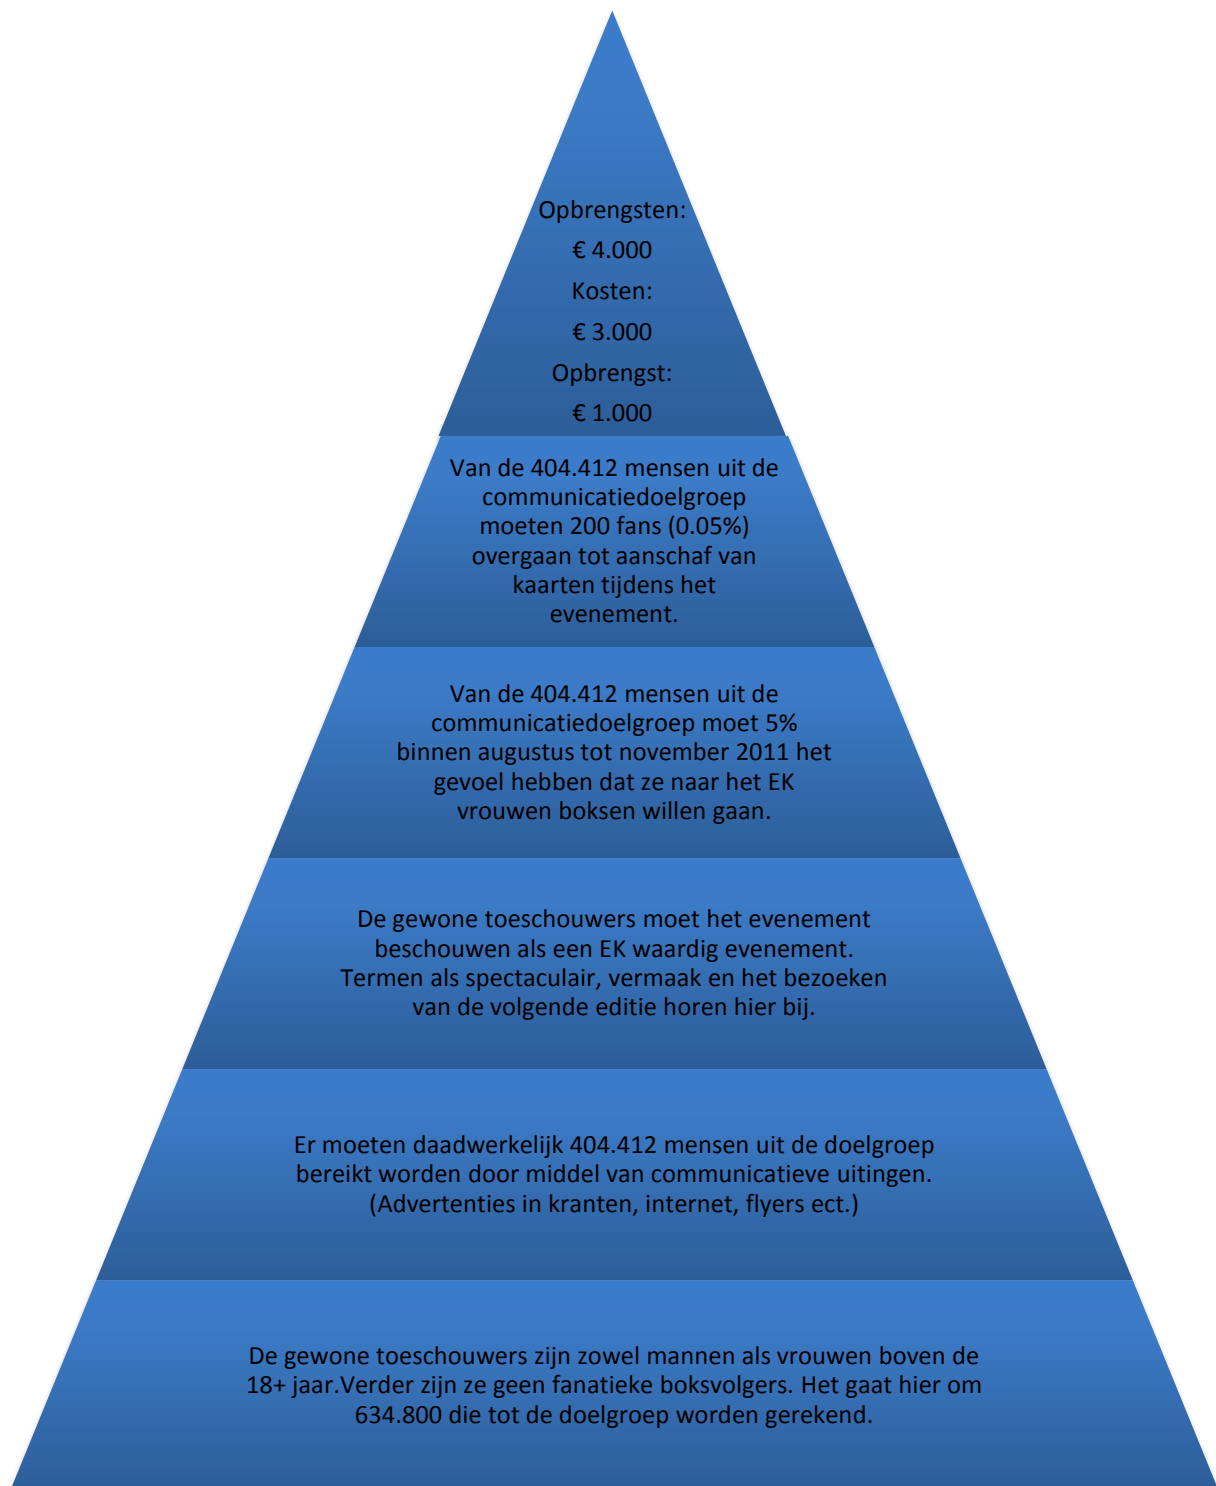 Opbrengsten:
€ 4.000
Kosten:
€ 3.000
Opbrengst:
€ 1.000
Van de 404.412 mensen uit de
communicatiedoelgroep
moeten 200 fans (0.05%)
overgaan tot aanschaf van
kaarten tijdens het
evenement.
Van de 404.412 mensen uit de
communicatiedoelgroep moet 5%
binnen augustus tot november 2011 het
gevoel hebben dat ze naar het EK
vrouwen boksen willen gaan.
De gewone toeschouwers moet het evenement
beschouwen als een EK waardig evenement.
Termen als spectaculair, vermaak en het bezoeken
van de volgende editie horen hier bij.
Er moeten daadwerkelijk 404.412 mensen uit de doelgroep
bereikt worden door middel van communicatieve uitingen.
(Advertenties in kranten, internet, flyers ect.)
De gewone toeschouwers zijn zowel mannen als vrouwen boven de
18+ jaar.Verder zijn ze geen fanatieke boksvolgers. Het gaat hier om
634.800 die tot de doelgroep worden gerekend.